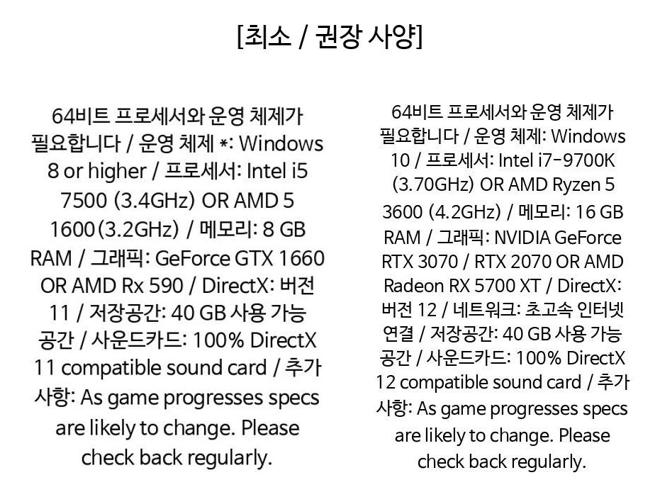 [최소 / 권장 사양]
64비트 프로세서와 운영 체제가
필요합니다 / 운영 체제 *: Windows
8 or higher / 프로세서: Intel i5
7500 (3.4GHz) OR AMD 5
1600(3.2GHz) / 메모리: 8 GB
RAM / 그래픽: GeForce GTX 1660
OR AMD Rx 590 / DirectX: 버전
11 / 저장공간: 40 GB 사용 가능
공간 / 사운드카드: 100% DirectX
11 compatible sound card / 추가
사항: As game progresses specs
are likely to change. Please
check back regularly.
64비트 프로세서와 운영 체제가
필요합니다 / 운영 체제: Windows
10 / 프로세서: Intel i7-9700K
(3.70GHz) OR AMD Ryzen 5
3600 (4.2GHz) / 메모리: 16 GB
RAM / 그래픽: NVIDIA GeForce
RTX 3070 / RTX 2070 OR AMD
Radeon RX 5700 XT / DirectX:
버전 12 / 네트워크: 초고속 인터넷
연결 / 저장공간: 40 GB 사용 가능
공간 / 사운드카드: 100% DirectX
12 compatible sound card / 추가
사항: As game progresses specs
are likely to change. Please
check back regularly.